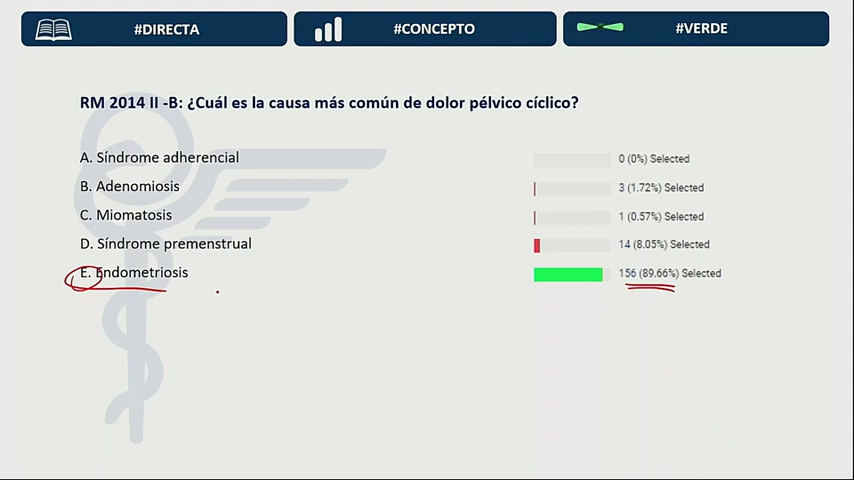 #DIRECTA
#CONCEPTO
#VERDE
RM 2014 II -B: ¿Cuál es la causa más común de dolor pélvico cíclico?
A. Síndrome adherencial
0 (0%) Selected
B. Adenomiosis
3 (1.72%) Selected
C. Miomatosis
1 (0.57%) Selected
D. Síndrome premenstrual
14 (8.05%) Selected
E. Endometriosis
156 (89.66%) Selected